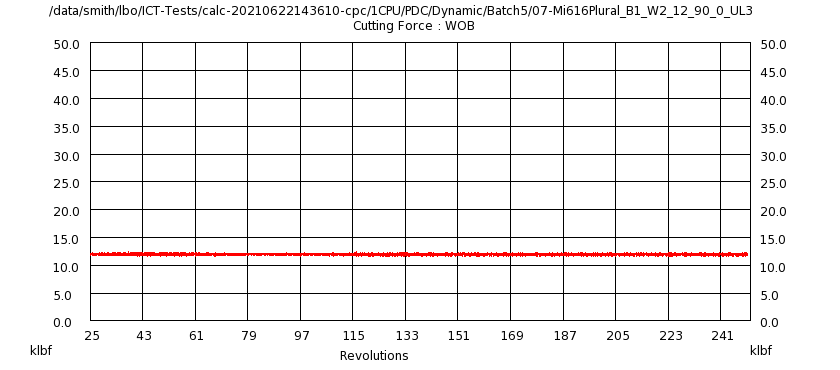 /data/smith/lbo/ICT-Tests/calc-20210622143610-cpc/1CPU/PDC/Dynamic/Batch5/07-Mi616Plural_B1_W2_12_90_0_UL3
Cutting Force : WOB
50.0 50.0
45.0 45.0
40.0 40.0
35.0 35.0
30.0 30.0
25.0 25.0
20.0 20.0
15.0 15.0
10.0 10.0
5.0 5.0
0.0 0.0
25 43 61 79 97 115 133 151 169 187 205 223 241
klbf klbf
Revolutions